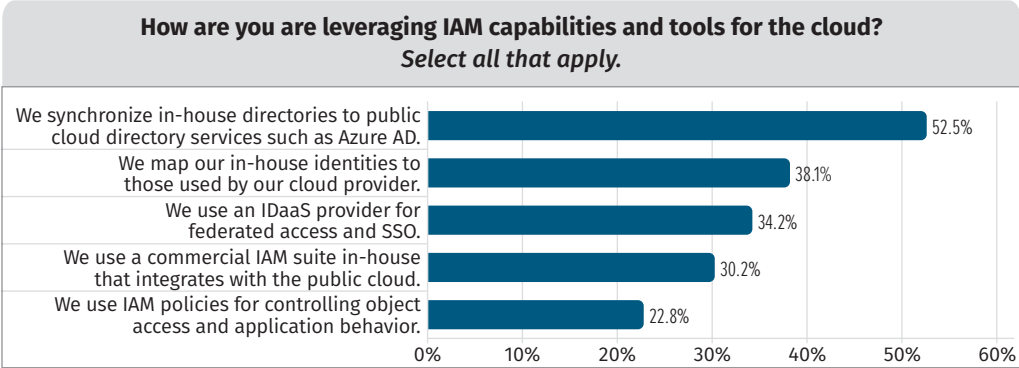 How are you are leveraging IAM capabilities and tools for the cloud?
Select all that apply.
We synchronize in-house directories to public
cloud directory services such as Azure AD.
52.5%
We map our in-house identities to
those used by our cloud provider.
38.1%
We use an IDaaS provider for
federated access and SSO.
34.2%
We use a commercial IAM suite in-house
that integrates with the public cloud.
30.2%
We use IAM policies for controlling object
access and application behavior.
22.8%
0% 10% 20% 30% 40% 50% 60%